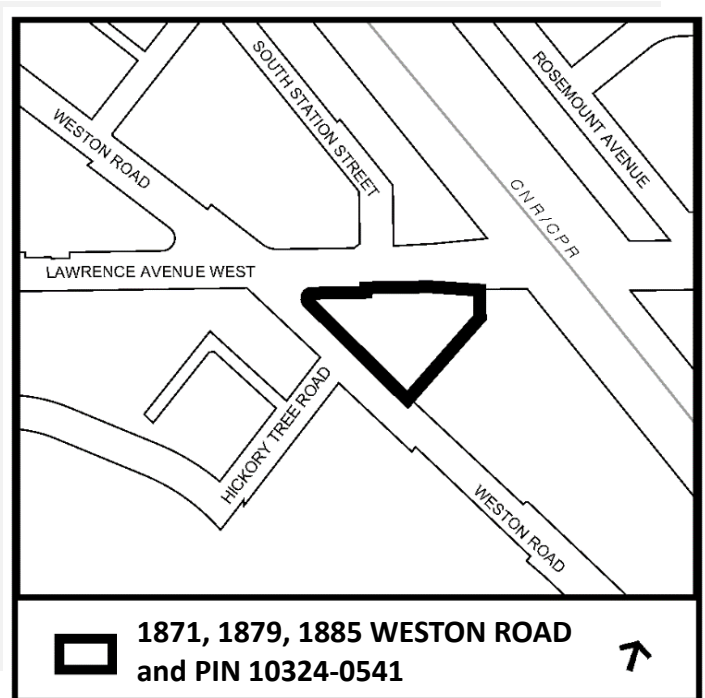 SOUTH STATION STREET
ROSEMOUNT AVENUE
WESTON ROAD
CNR/CPR
LAWRENCE AVENUE WEST
HICKORY TREE ROAD
WESTON ROAD
1871, 1879, 1885 WESTON ROAD
and PIN 10324-0541